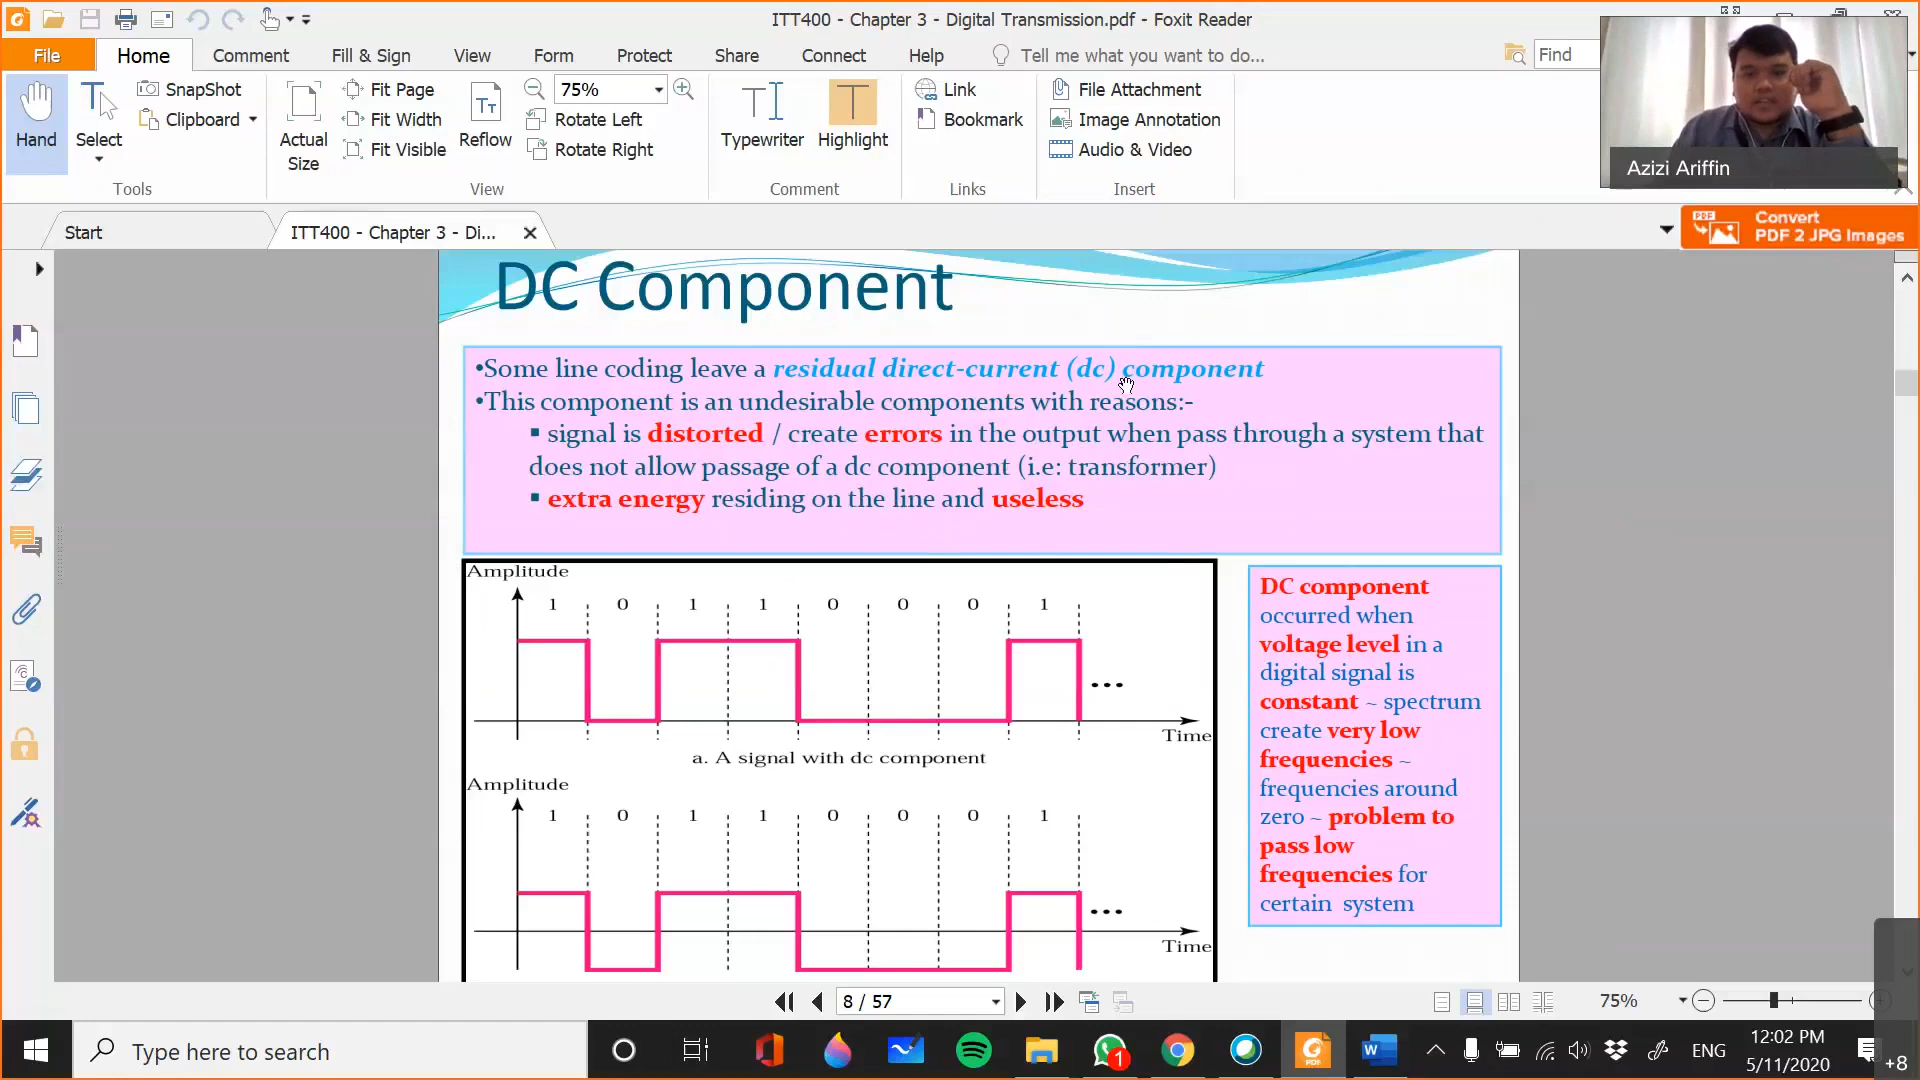 ITT400 - Chapter 3 - Digital Transmission.pdf - Foxit Reader
File Home Comment Fill & Sign View Form Protect Share Connect Help Tell me what you want to do... Find
Hand
Select
SnapShot
Clipboard
Tools
Actual Size
Fit Page
Fit Width
Fit Visible
Reflow
75%
Rotate Left
Rotate Right
View
Typewriter
Highlight
Comment
Link
Bookmark
Links
File Attachment
Image Annotation
Audio & Video
Insert
Azizi Ariffin
Start
ITT400 - Chapter 3 - Di...
PDF
Convert
PDF 2 JPG Images
DC Component
•Some line coding leave a residual direct-current (dc) component
•This component is an undesirable components with reasons:-
▪ signal is distorted / create errors in the output when pass through a system that
does not allow passage of a dc component (i.e: transformer)
▪ extra energy residing on the line and useless
Amplitude
1 0 1 1 0 0 0 1
...
Time
a. A signal with dc component
Amplitude
1 0 1 1 0 0 0 1
...
Time
DC component
occurred when
voltage level in a
digital signal is
constant ~ spectrum
create very low
frequencies ~
frequencies around
zero ~ problem to
pass low
frequencies for
certain system
8 / 57
75%
Type here to search
1
PDF
ENG
12:02 PM
5/11/2020
+8